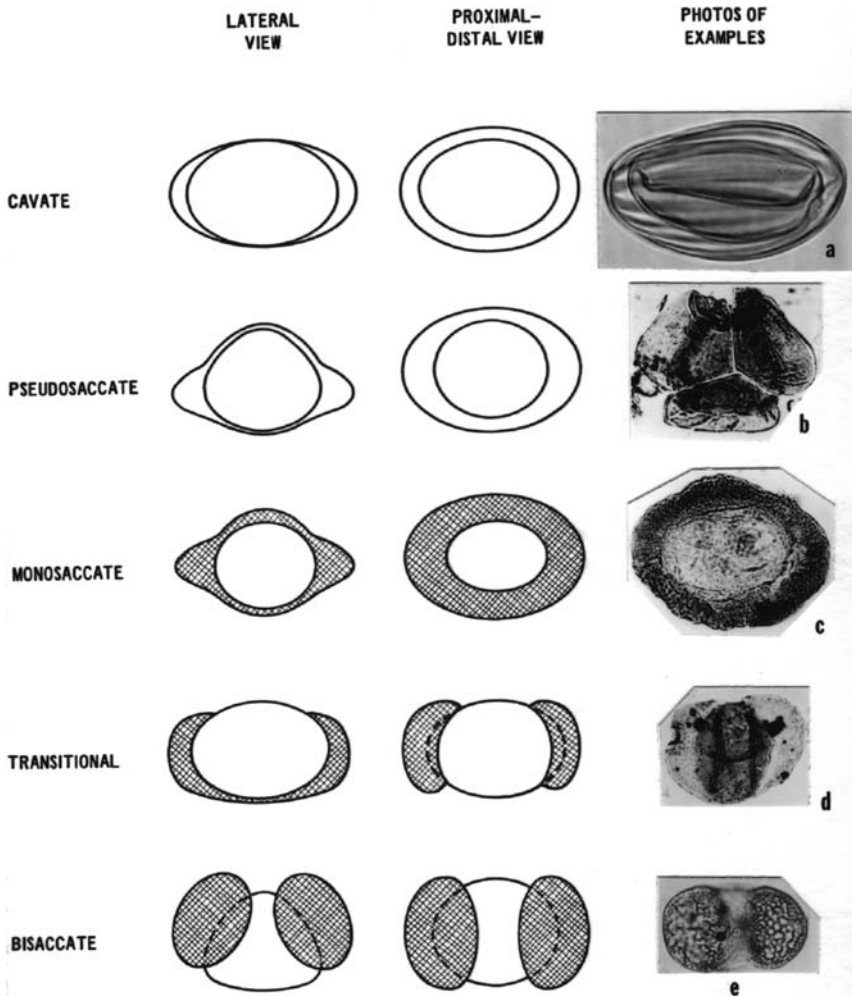 LATERAL
VIEW
PROXIMAL–
DISTAL VIEW
PHOTOS OF
EXAMPLES
CAVATE
a
PSEUDOSACCATE
b
MONOSACCATE
c
TRANSITIONAL
d
BISACCATE
e